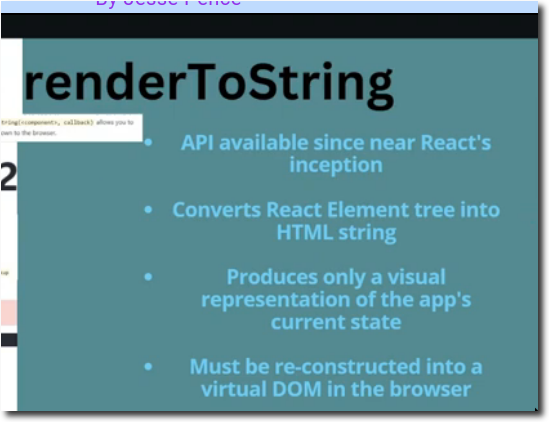 By Jesse Pence
renderToString
tring(<component>, callback) allows you to
own to the browser.
• API available since near React's
inception
2
• Converts React Element tree into
HTML string
• Produces only a visual
representation of the app's
current state
• Must be re-constructed into a
virtual DOM in the browser